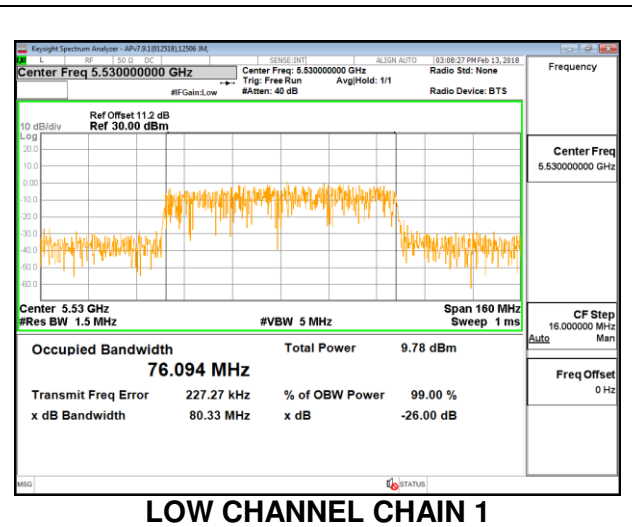 Keysight Spectrum Analyzer - APv7.9.1(012518),12506 JM,
L RF 50 Ω DC SENSE:INT ALIGN AUTO 03:08:27 PM Feb 13, 2018
Center Freq 5.530000000 GHz
Center Freq: 5.530000000 GHz
Radio Std: None
Trig: Free Run Avg|Hold: 1/1
#IFGain:Low #Atten: 40 dB Radio Device: BTS
Frequency
Ref Offset 11.2 dB
10 dB/div Ref 30.00 dBm
Log
20.0
10.0
0.00
-10.0
-20.0
-30.0
-40.0
-50.0
-60.0
Center 5.53 GHz Span 160 MHz
#Res BW 1.5 MHz #VBW 5 MHz Sweep 1 ms
Occupied Bandwidth Total Power 9.78 dBm
76.094 MHz
Transmit Freq Error 227.27 kHz % of OBW Power 99.00 %
x dB Bandwidth 80.33 MHz x dB -26.00 dB
Center Freq
5.530000000 GHz
CF Step
16.000000 MHz
Auto Man
Freq Offset
0 Hz
MSG STATUS
LOW CHANNEL CHAIN 1